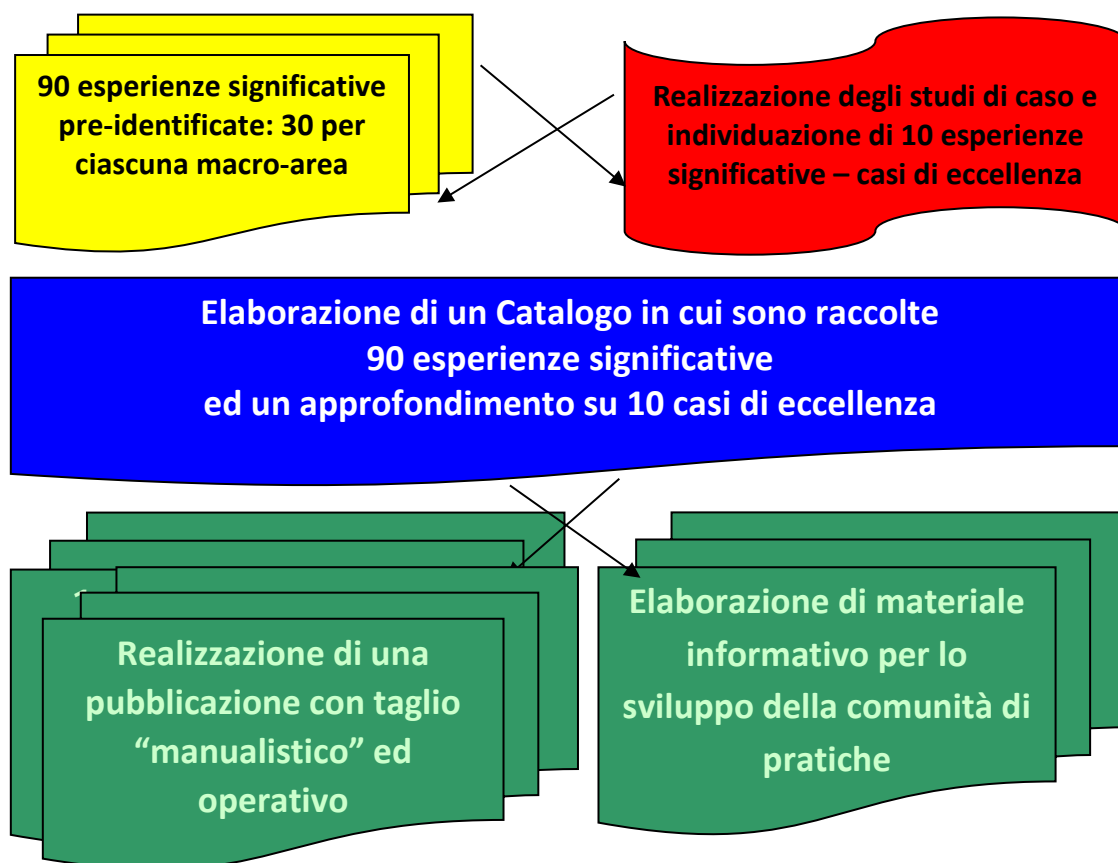 90 esperienze significative
pre-identificate: 30 per
ciascuna macro-area
Realizzazione degli studi di caso e
individuazione di 10 esperienze
significative – casi di eccellenza
Elaborazione di un Catalogo in cui sono raccolte
90 esperienze significative
ed un approfondimento su 10 casi di eccellenza
Realizzazione di una
pubblicazione con taglio
“manualistico” ed
operativo
Elaborazione di materiale
informativo per lo
sviluppo della comunità di
pratiche